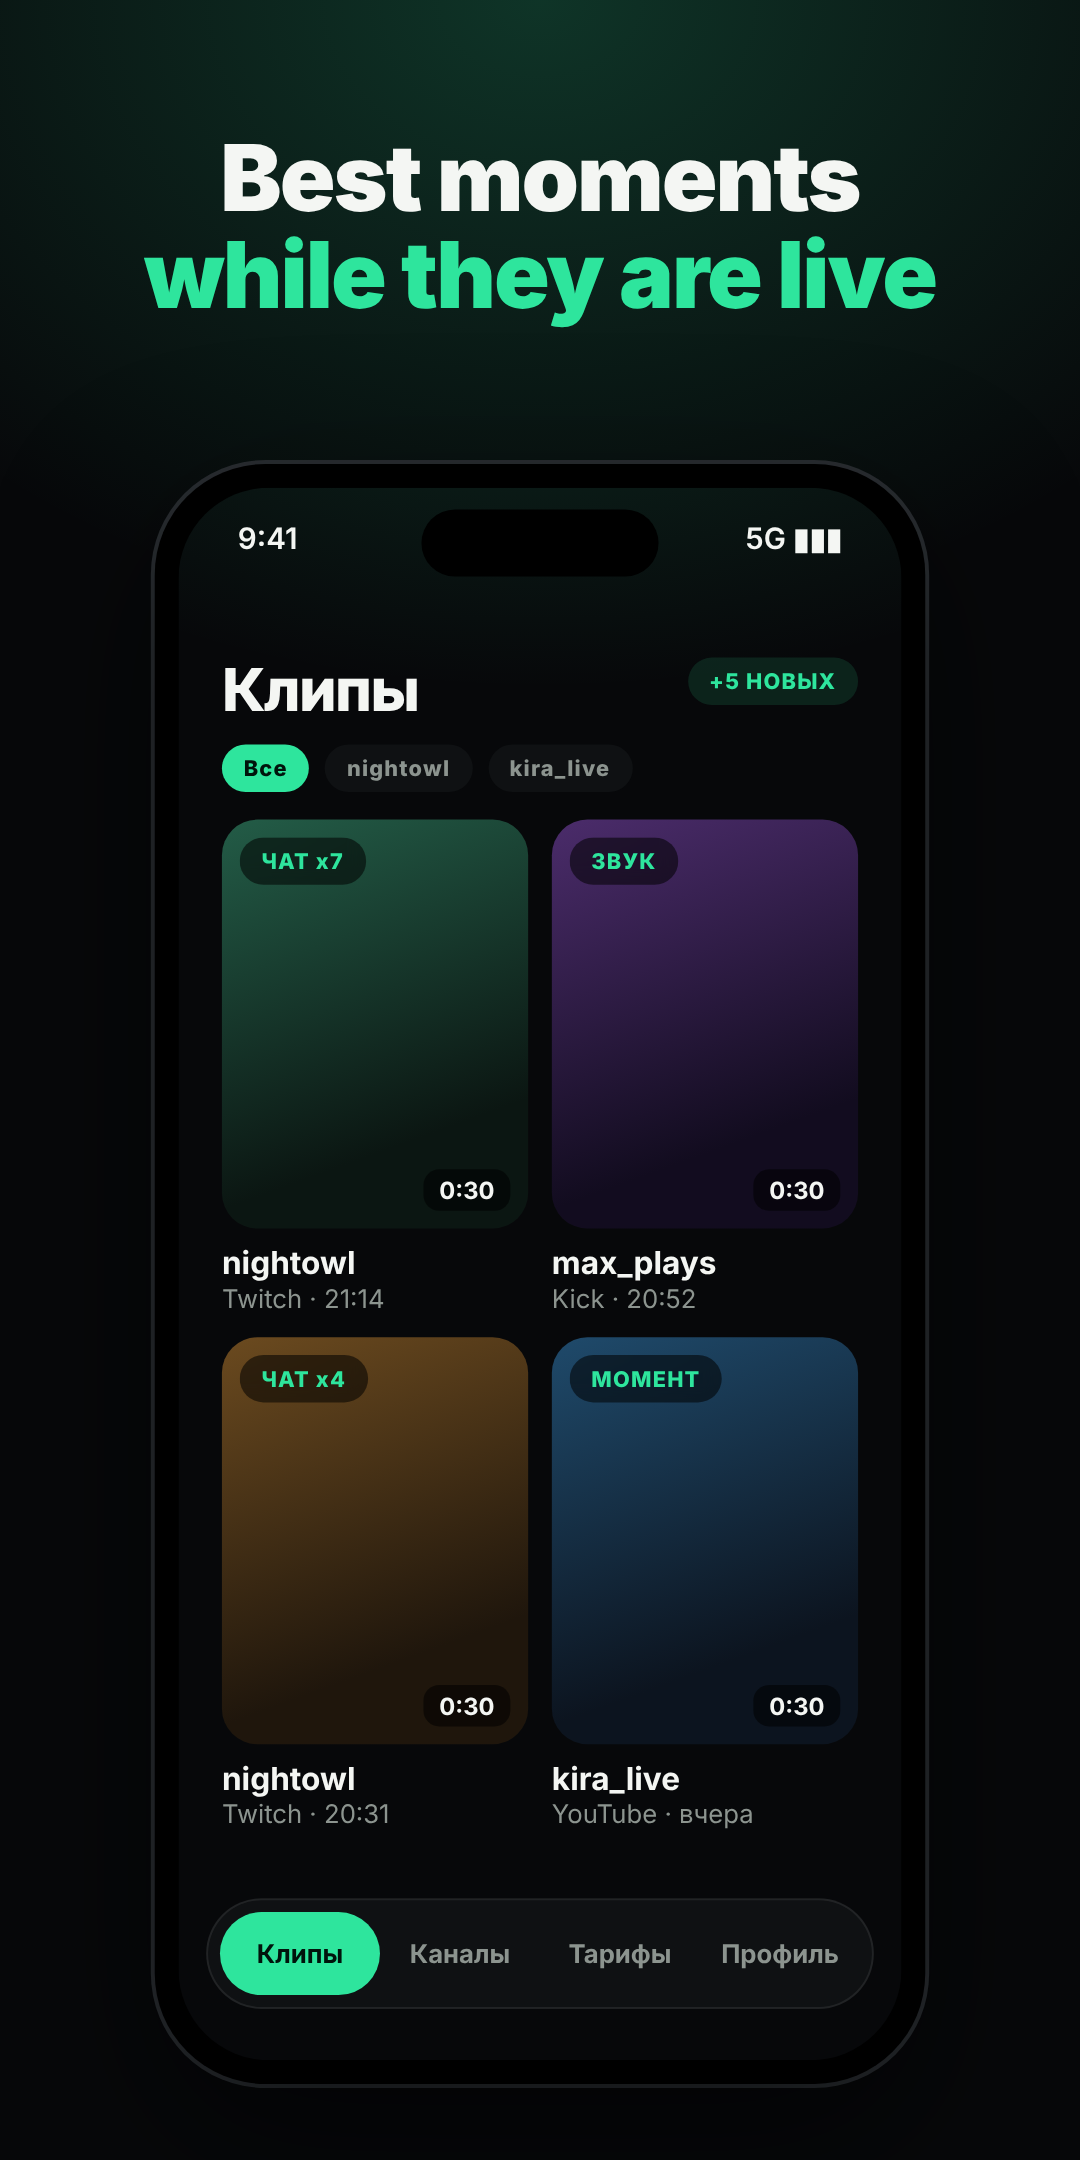 Best moments
while they are live
9:41 5G
Клипы +5 НОВЫХ
Все nightowl kira_live
ЧАТ x7 ЗВУК
0:30 0:30
nightowl max_plays
Twitch · 21:14 Kick · 20:52
ЧАТ x4 МОМЕНТ
0:30 0:30
nightowl kira_live
Twitch · 20:31 YouTube · вчера
Клипы Каналы Тарифы Профиль